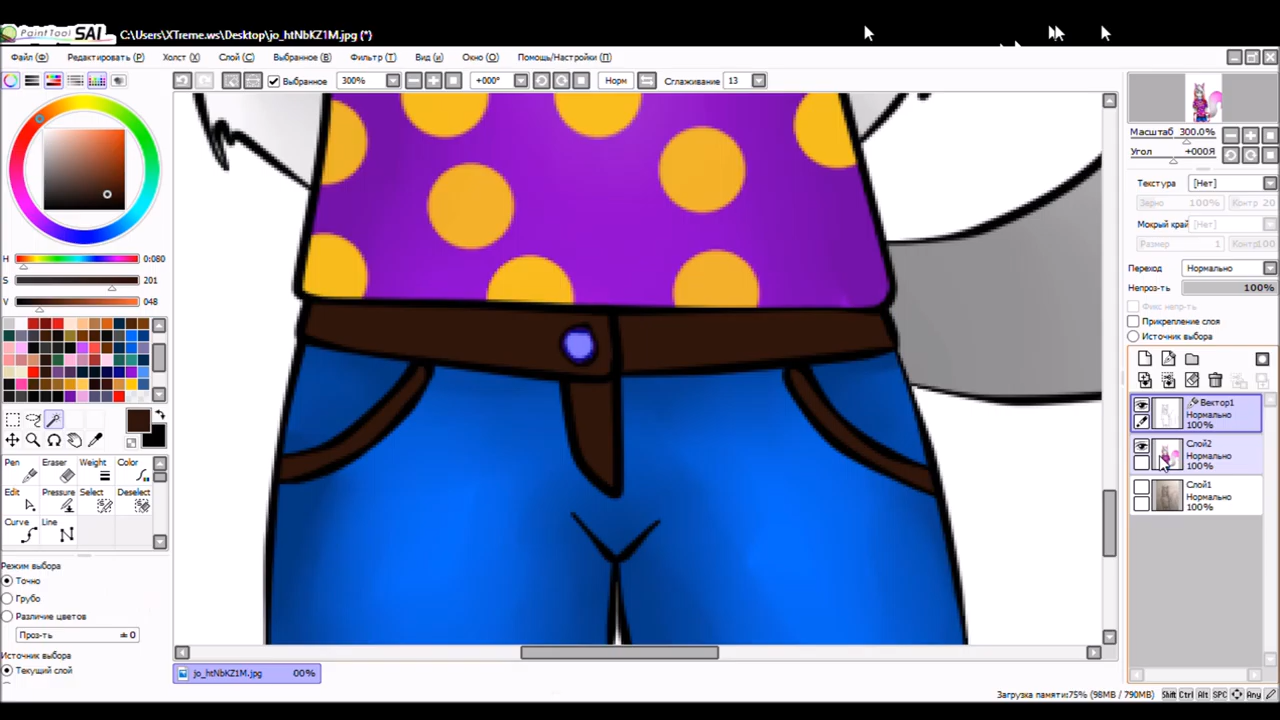 PaintTool SAI C:\Users\XTreme.ws\Desktop\jo_htNbKZ1M.jpg (*)
Файл (Ф) Редактировать (P) Холст (X) Слой (C) Выбранное (B) Фильтр (T) Вид (и) Окно (O) Помощь/Настройки (П)
Выбранное 300% +000° Норм Сглаживание 13
Масштаб 300.0%
Угол +000Я
Текстура [Нет]
Зерно 100% Контр 20
Мокрый край [Нет]
Размер 1 Контр 100
Переход Нормально
Непроз-ть 100%
Фикс непр-ть
Прикрепление слоя
Источник выбора
H 0:080
S 201
V 048
Pen Eraser Weight Color
Edit Pressure Select Deselect
Curve Line
Режим выбора
Точно
Грубо
Различие цветов
Проз-ть ±0
Источник выбора
Текущий слой
Вектор1
Нормально
100%
Слой2
Нормально
100%
Слой1
Нормально
100%
jo_htNbKZ1M.jpg 00%
Загрузка памяти:75% (98MB / 790MB) Shift Ctrl Alt SPC Any